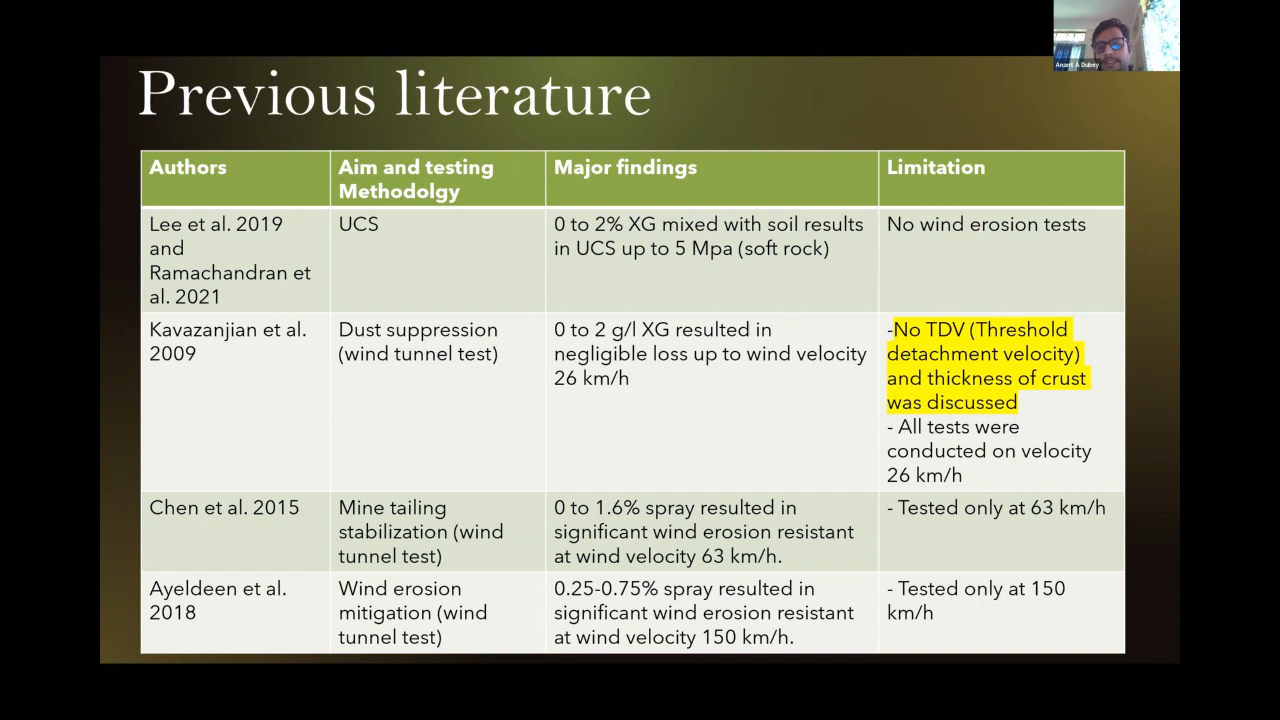 Anant A Dubey
Previous literature
Authors
Aim and testing
Methodolgy
Major findings
Limitation
Lee et al. 2019
and
Ramachandran et
al. 2021
UCS
0 to 2% XG mixed with soil results
in UCS up to 5 Mpa (soft rock)
No wind erosion tests
Kavazanjian et al.
2009
Dust suppression
(wind tunnel test)
0 to 2 g/l XG resulted in
negligible loss up to wind velocity
26 km/h
-No TDV (Threshold
detachment velocity)
and thickness of crust
was discussed
- All tests were
conducted on velocity
26 km/h
Chen et al. 2015
Mine tailing
stabilization (wind
tunnel test)
0 to 1.6% spray resulted in
significant wind erosion resistant
at wind velocity 63 km/h.
- Tested only at 63 km/h
Ayeldeen et al.
2018
Wind erosion
mitigation (wind
tunnel test)
0.25-0.75% spray resulted in
significant wind erosion resistant
at wind velocity 150 km/h.
- Tested only at 150
km/h